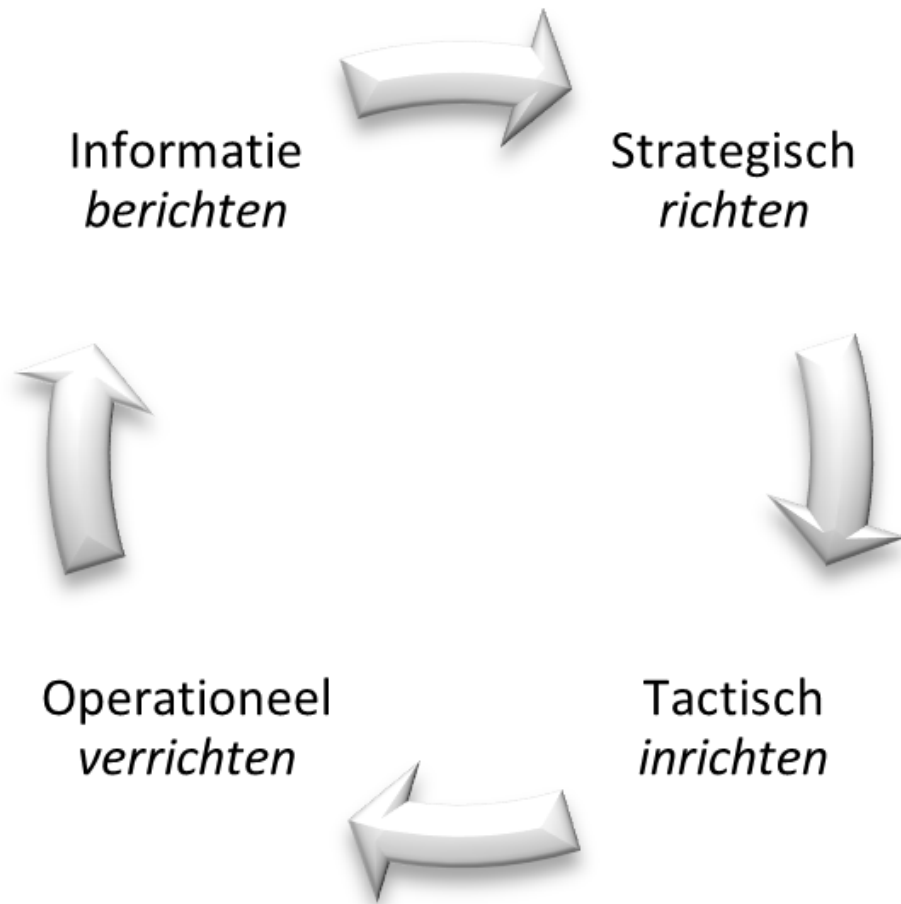 Informatie
berichten
Strategisch
richten
Operationeel
verrichten
Tactisch
inrichten